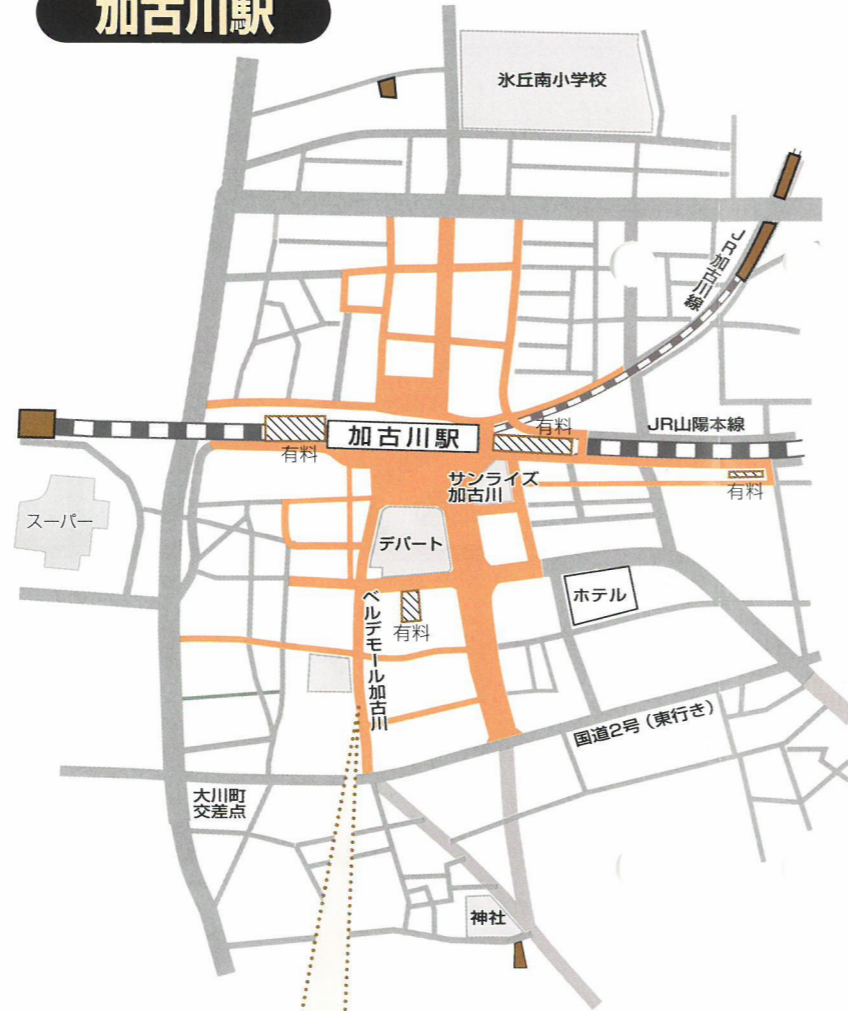 加古川駅
氷丘南小学校
JR加古川線
JR山陽本線
有料
加古川駅
有料
サンライズ
加古川
有料
スーパー
デパート
ホテル
有料
ベルデモール加古川
国道2号（東行き）
大川町
交差点
神社